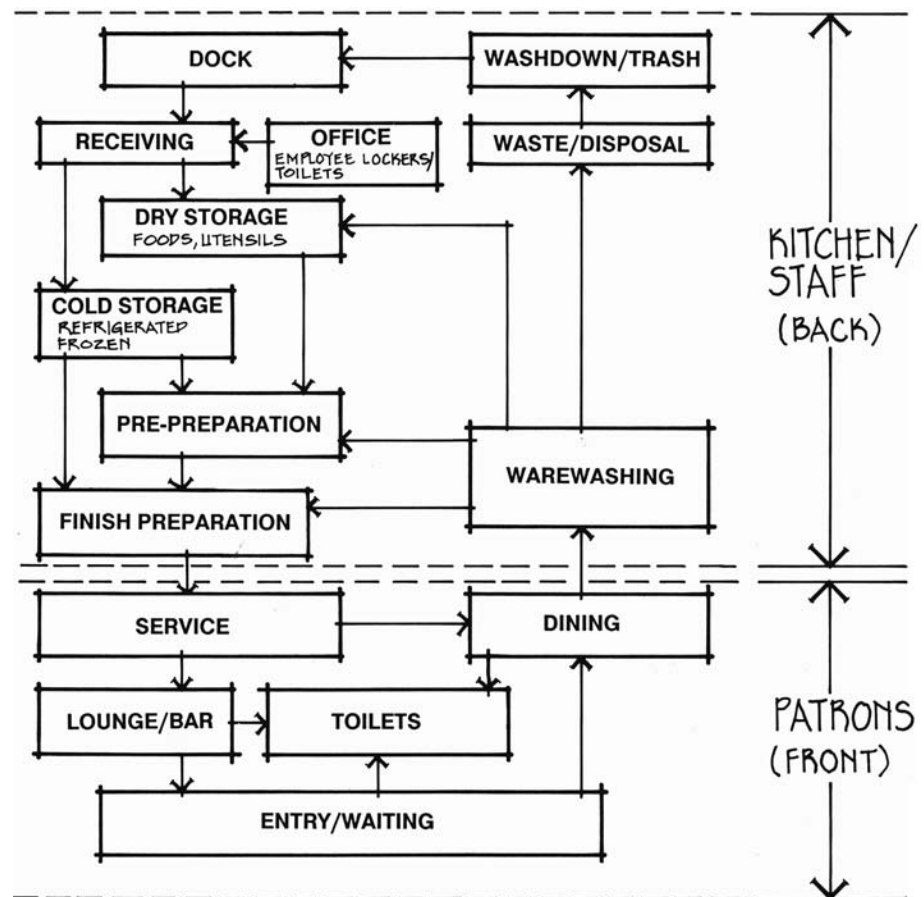 DOCK
WASHDOWN/TRASH
RECEIVING
OFFICE
EMPLOYEE LOCKERS/
TOILETS
WASTE/DISPOSAL
DRY STORAGE
FOODS, UTENSILS
KITCHEN/
STAFF
(BACK)
COLD STORAGE
REFRIGERATED
FROZEN
PRE-PREPARATION
WAREWASHING
FINISH PREPARATION
SERVICE
DINING
LOUNGE/BAR
TOILETS
PATRONS
(FRONT)
ENTRY/WAITING